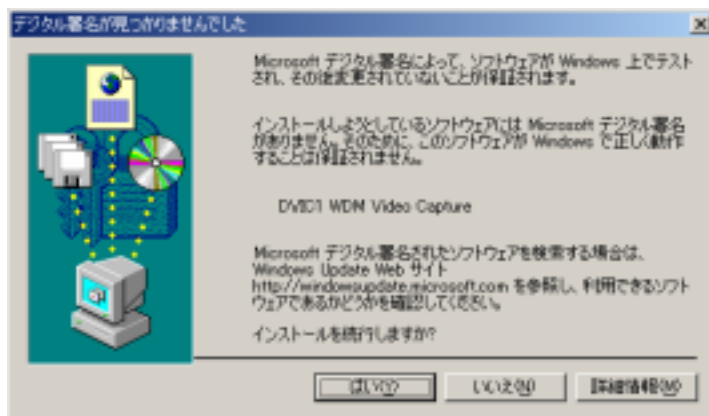 デジタル署名が見つかりませんでした
Microsoft デジタル署名によって、ソフトウェアが Windows 上でテスト
され、その後変更されていないことが保証されます。
インストールしようとしているソフトウェアには Microsoft デジタル署名
がありません。そのために、このソフトウェアが Windows で正しく動作
することは保証されません。
DVIC1 WDM Video Capture
Microsoft デジタル署名されたソフトウェアを検索する場合は、
Windows Update Web サイト
http://windowsupdate.microsoft.com を参照し、利用できるソフト
ウェアであるかどうかを確認してください。
インストールを続行しますか?
はい(Y) いいえ(N) 詳細情報(M)